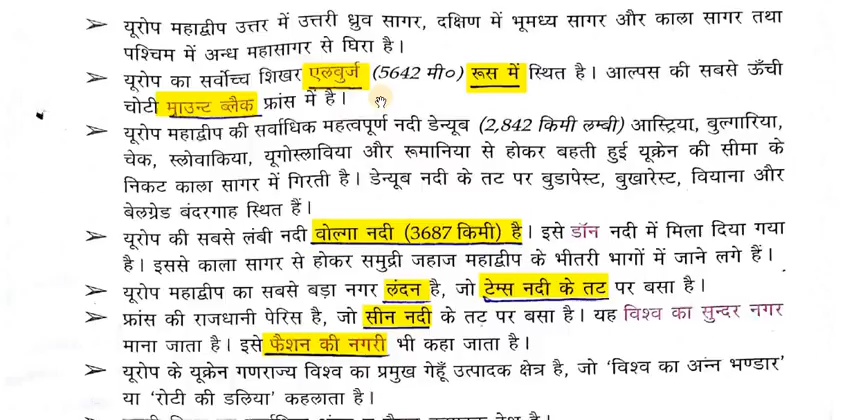 ➢ यूरोप महाद्वीप उत्तर में उत्तरी ध्रुव सागर, दक्षिण में भूमध्य सागर और काला सागर तथा
पश्चिम में अन्ध महासागर से घिरा है।
➢ यूरोप का सर्वोच्च शिखर एलबुर्ज (5642 मी०) रूस में स्थित है। आल्पस की सबसे ऊँची
चोटी माउन्ट ब्लैक फ्रांस में है।
➢ यूरोप महाद्वीप की सर्वाधिक महत्वपूर्ण नदी डेन्यूब (2,842 किमी लम्बी) आस्ट्रिया, बुल्गारिया,
चेक, स्लोवाकिया, यूगोस्लाविया और रूमानिया से होकर बहती हुई यूक्रेन की सीमा के
निकट काला सागर में गिरती है। डेन्यूब नदी के तट पर बुडापेस्ट, बुखारेस्ट, वियाना और
बेलग्रेड बंदरगाह स्थित हैं।
➢ यूरोप की सबसे लंबी नदी वोल्गा नदी (3687 किमी) है। इसे डॉन नदी में मिला दिया गया
है। इससे काला सागर से होकर समुद्री जहाज महाद्वीप के भीतरी भागों में जाने लगे हैं।
➢ यूरोप महाद्वीप का सबसे बड़ा नगर लंदन है, जो टेम्स नदी के तट पर बसा है।
➢ फ्रांस की राजधानी पेरिस है, जो सीन नदी के तट पर बसा है। यह विश्व का सुन्दर नगर
माना जाता है। इसे फैशन की नगरी भी कहा जाता है।
➢ यूरोप के यूक्रेन गणराज्य विश्व का प्रमुख गेहूँ उत्पादक क्षेत्र है, जो ‘विश्व का अन्न भण्डार’
या ‘रोटी की डलिया’ कहलाता है।